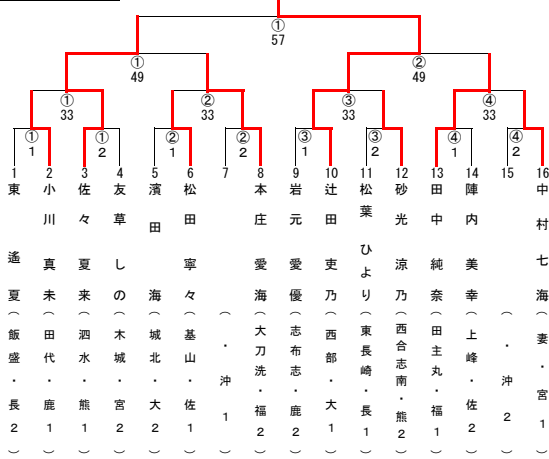 ①
57
①
49
②
49
①
33
②
33
③
33
④
33
①
1
①
2
②
1
②
2
③
1
③
2
④
1
④
2
1 東 遙夏 (飯盛・長2)
2 小川 真未 (田代・鹿1)
3 佐々 夏来 (泗水・熊1)
4 友草 しの (木城・宮2)
5 濱田 海 (城北・大2)
6 松田 寧々 (基山・佐1)
7 (・沖1)
8 本庄 愛海 (大刀洗・福2)
9 岩元 愛優 (志布志・鹿2)
10 辻田 吏乃 (西部・大1)
11 松葉 ひより (東長崎・長1)
12 砂光 涼乃 (西合志南・熊2)
13 田中 純奈 (田主丸・福1)
14 陣内 美幸 (上峰・佐2)
15 (・沖2)
16 中村 七海 (妻・宮1)